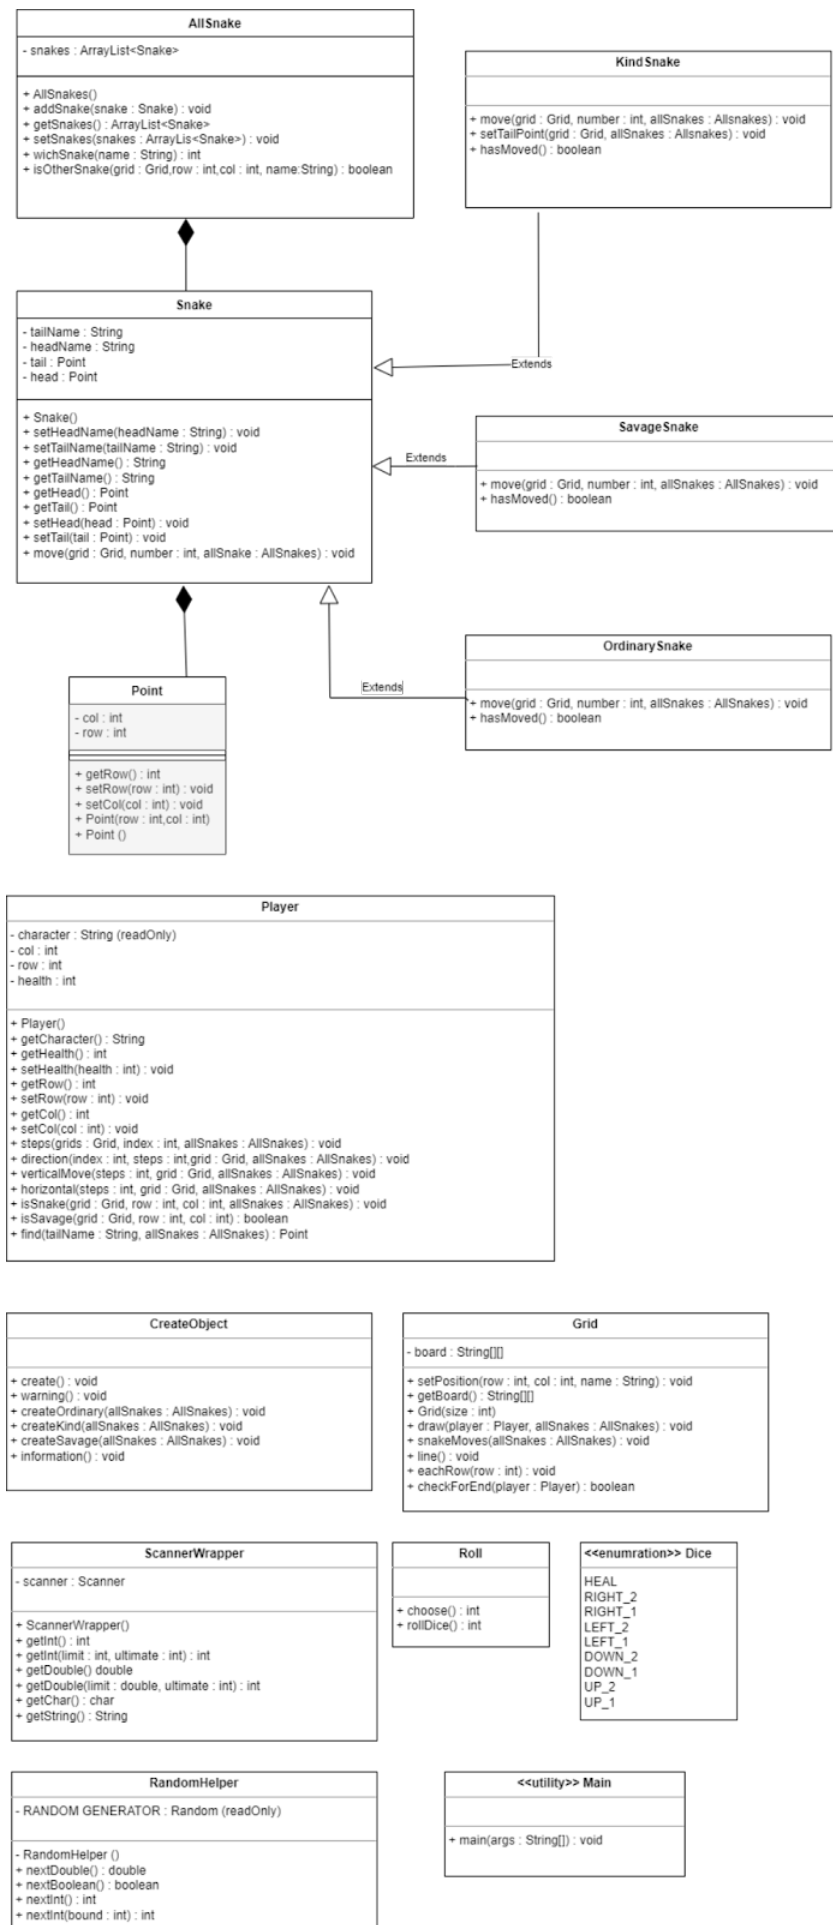 AllSnake
- snakes : ArrayList<Snake>
+ AllSnakes()
+ addSnake(snake : Snake) : void
+ getSnakes() : ArrayList<Snake>
+ setSnakes(snakes : ArrayLis<Snake>) : void
+ wichSnake(name : String) : int
+ isOtherSnake(grid : Grid,row : int,col : int, name:String) : boolean
KindSnake
+ move(grid : Grid, number : int, allSnakes : Allsnakes) : void
+ setTailPoint(grid : Grid, allSnakes : Allsnakes) : void
+ hasMoved() : boolean
Snake
- tailName : String
- headName : String
- tail : Point
- head : Point
+ Snake()
+ setHeadName(headName : String) : void
+ setTailName(tailName : String) : void
+ getHeadName() : String
+ getTailName() : String
+ getHead() : Point
+ getTail() : Point
+ setHead(head : Point) : void
+ setTail(tail : Point) : void
+ move(grid : Grid, number : int, allSnake : AllSnakes) : void
Extends
SavageSnake
+ move(grid : Grid, number : int, allSnakes : AllSnakes) : void
+ hasMoved() : boolean
Extends
OrdinarySnake
+ move(grid : Grid, number : int, allSnakes : AllSnakes) : void
+ hasMoved() : boolean
Extends
Point
- col : int
- row : int
+ getRow() : int
+ setRow(row : int) : void
+ setCol(col : int) : void
+ Point(row : int,col : int)
+ Point ()
Player
- character : String (readOnly)
- col : int
- row : int
- health : int
+ Player()
+ getCharacter() : String
+ getHealth() : int
+ setHealth(health : int) : void
+ getRow() : int
+ setRow(row : int) : void
+ getCol() : int
+ setCol(col : int) : void
+ steps(grids : Grid, index : int, allSnakes : AllSnakes) : void
+ direction(index : int, steps : int,grid : Grid, allSnakes : AllSnakes) : void
+ verticalMove(steps : int, grid : Grid, allSnakes : AllSnakes) : void
+ horizontal(steps : int, grid : Grid, allSnakes : AllSnakes) : void
+ isSnake(grid : Grid, row : int, col : int, allSnakes : AllSnakes) : void
+ isSavage(grid : Grid, row : int, col : int) : boolean
+ find(tailName : String, allSnakes : AllSnakes) : Point
CreateObject
+ create() : void
+ warning() : void
+ createOrdinary(allSnakes : AllSnakes) : void
+ createKind(allSnakes : AllSnakes) : void
+ createSavage(allSnakes : AllSnakes) : void
+ information() : void
Grid
- board : String[][]
+ setPosition(row : int, col : int, name : String) : void
+ getBoard() : String[][]
+ Grid(size : int)
+ draw(player : Player, allSnakes : AllSnakes) : void
+ snakeMoves(allSnakes : AllSnakes) : void
+ line() : void
+ eachRow(row : int) : void
+ checkForEnd(player : Player) : boolean
ScannerWrapper
- scanner : Scanner
+ ScannerWrapper()
+ getInt() : int
+ getInt(limit : int, ultimate : int) : int
+ getDouble() double
+ getDouble(limit : double, ultimate : int) : int
+ getChar() : char
+ getString() : String
Roll
+ choose() : int
+ rollDice() : int
<<enumration>> Dice
HEAL
RIGHT_2
RIGHT_1
LEFT_2
LEFT_1
DOWN_2
DOWN_1
UP_2
UP_1
RandomHelper
- RANDOM GENERATOR : Random (readOnly)
- RandomHelper ()
+ nextDouble() : double
+ nextBoolean() : boolean
+ nextInt() : int
+ nextInt(bound : int) : int
<<utility>> Main
+ main(args : String[]) : void